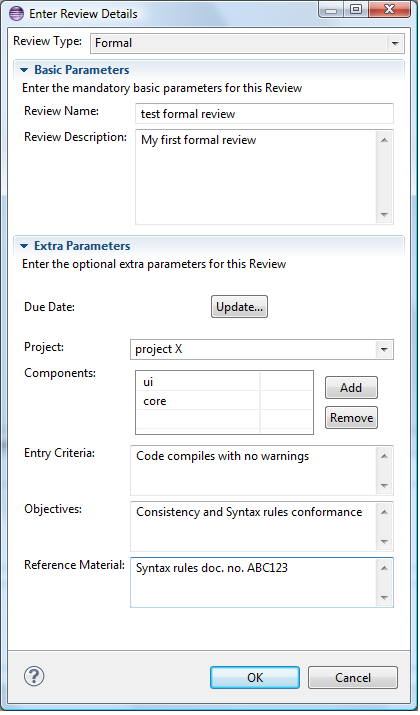 Enter Review Details
Review Type: Formal
Basic Parameters
Enter the mandatory basic parameters for this Review
Review Name: test formal review
Review Description: My first formal review
Extra Parameters
Enter the optional extra parameters for this Review
Due Date: Update...
Project: project X
Components: ui
core
Add
Remove
Entry Criteria: Code compiles with no warnings
Objectives: Consistency and Syntax rules conformance
Reference Material: Syntax rules doc. no. ABC123
? OK Cancel